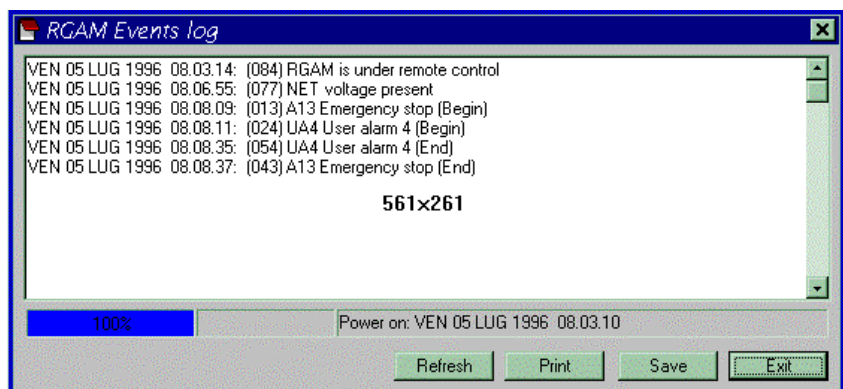 RGAM Events log
VEN 05 LUG 1996 08.03.14: (084) RGAM is under remote control
VEN 05 LUG 1996 08.06.55: (077) NET voltage present
VEN 05 LUG 1996 08.08.09: (013) A13 Emergency stop (Begin)
VEN 05 LUG 1996 08.08.11: (024) UA4 User alarm 4 (Begin)
VEN 05 LUG 1996 08.08.35: (054) UA4 User alarm 4 (End)
VEN 05 LUG 1996 08.08.37: (043) A13 Emergency stop (End)
561x261
100% Power on: VEN 05 LUG 1996 08.03.10
Refresh Print Save Exit